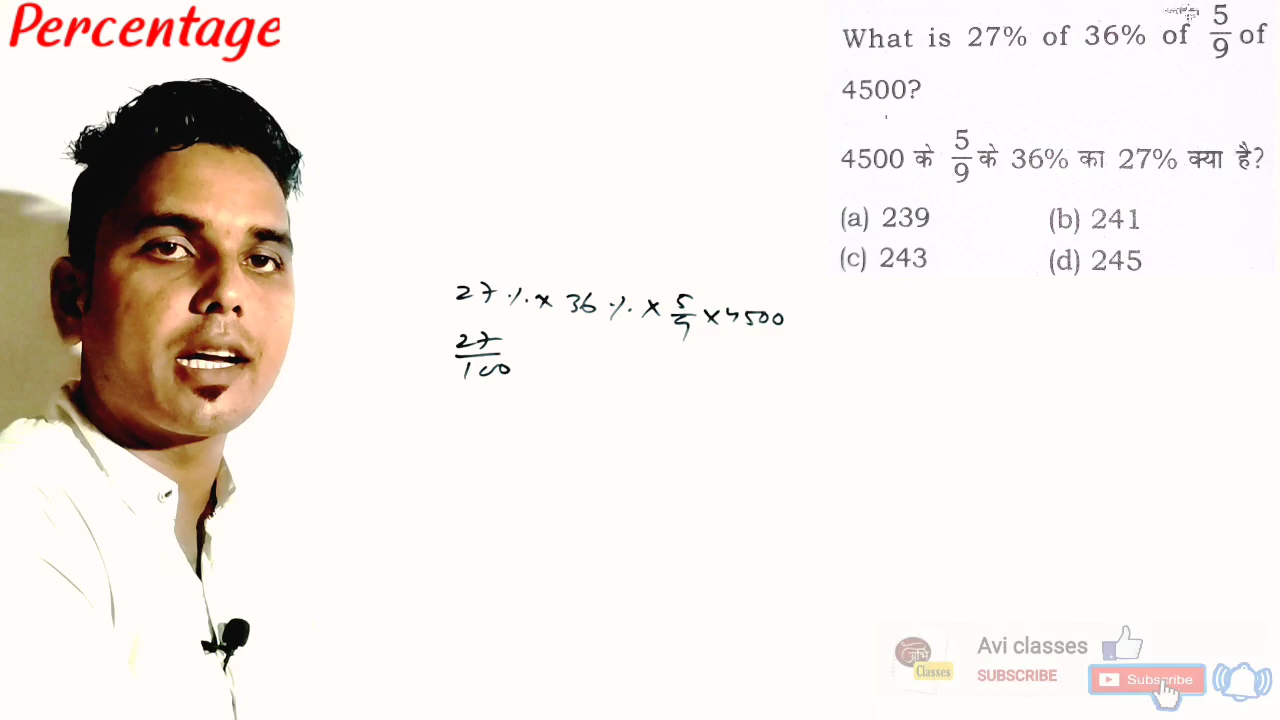 Percentage
What is 27% of 36% of 5/9 of
4500?
4500 के 5/9 के 36% का 27% क्या है?
(a) 239 (b) 241
(c) 243 (d) 245
27% × 36% × 5/9 × 4500
27/100
Avi classes
SUBSCRIBE
Subscribe
Classes